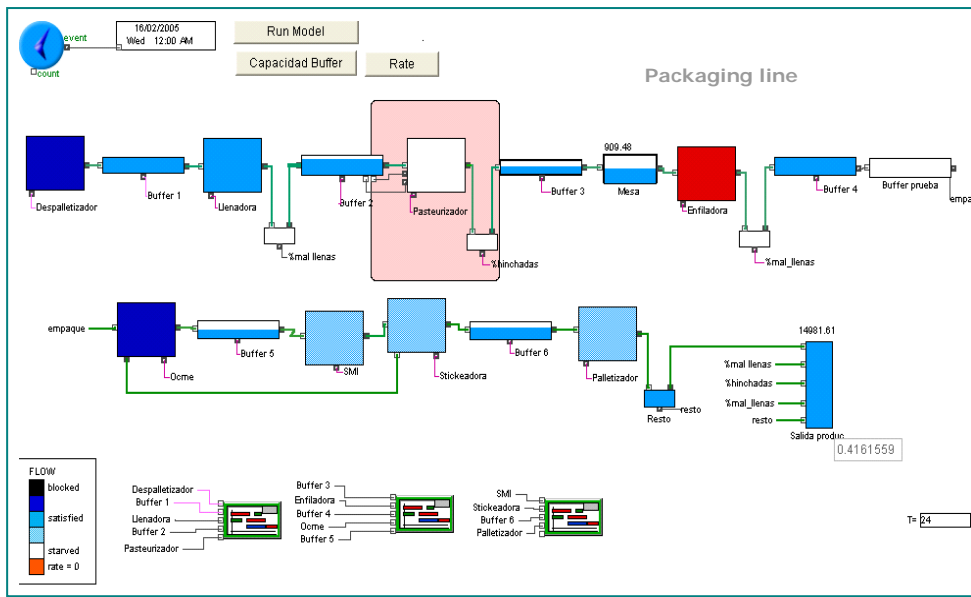 16/02/2005
Wed 12:00 AM
event
count
Run Model
Capacidad Buffer
Rate
Packaging line
909.48
Despalletizador
Buffer 1
Llenadora
%mal llenas
Buffer 2
Pasteurizador
%hinchadas
Buffer 3
Mesa
Enfiladora
%mal_llenas
Buffer 4
Buffer prueba
empa
empaque
Ocme
Buffer 5
SMI
Stickeadora
Buffer 6
Palletizador
Resto
resto
14981.61
%mal llenas
%hinchadas
%mal_llenas
resto
Salida produc
0.4161559
FLOW
blocked
satisfied
starved
rate = 0
Despalletizador
Buffer 1
Llenadora
Buffer 2
Pasteurizador
Buffer 3
Enfiladora
Buffer 4
Ocme
Buffer 5
SMI
Stickeadora
Buffer 6
Palletizador
T= 24